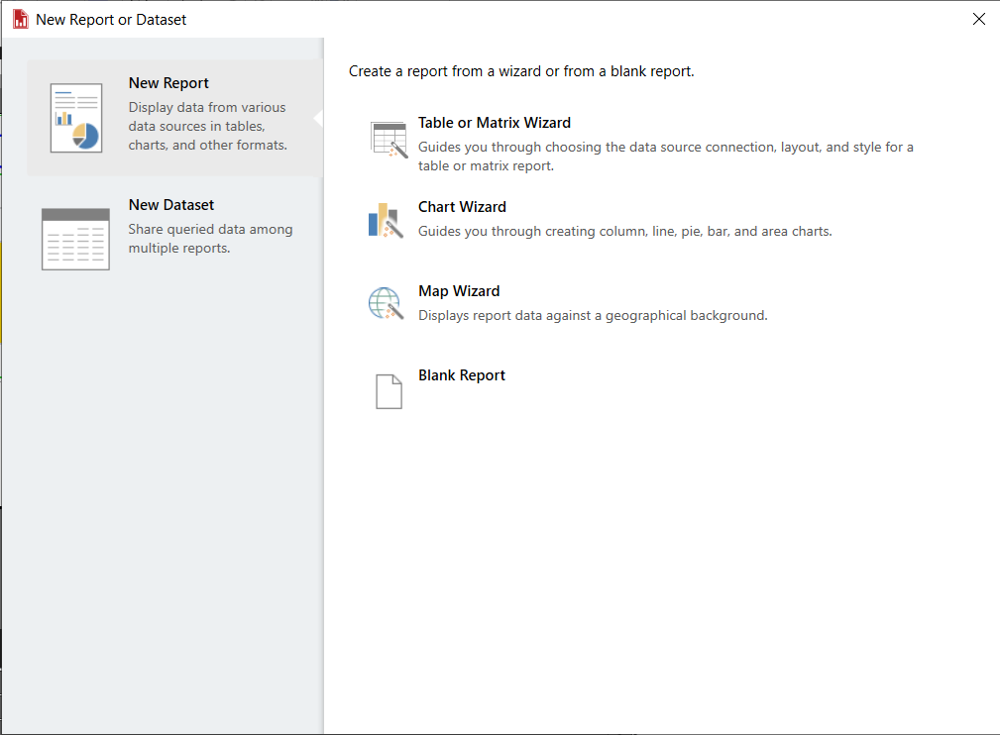 New Report or Dataset
New Report
Display data from various
data sources in tables,
charts, and other formats.
New Dataset
Share queried data among
multiple reports.
Create a report from a wizard or from a blank report.
Table or Matrix Wizard
Guides you through choosing the data source connection, layout, and style for a
table or matrix report.
Chart Wizard
Guides you through creating column, line, pie, bar, and area charts.
Map Wizard
Displays report data against a geographical background.
Blank Report